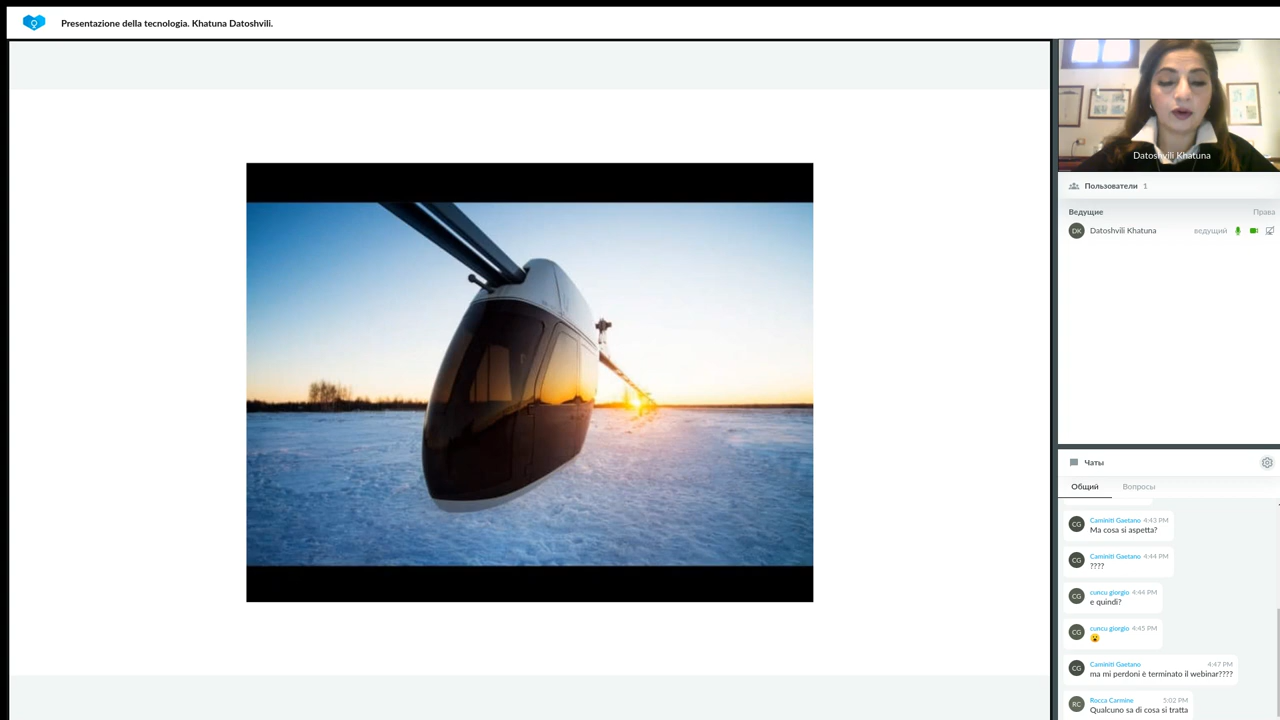 Presentazione della tecnologia. Khatuna Datoshvili.
Datoshvili Khatuna
Пользователи 1
Ведущие Права
DK Datoshvili Khatuna ведущий
Чаты
Общий Вопросы
CG Caminiti Gaetano 4:43 PM
Ma cosa si aspetta?
CG Caminiti Gaetano 4:44 PM
????
CG cuncu giorgio 4:44 PM
e quindi?
CG cuncu giorgio 4:45 PM
😮
CG Caminiti Gaetano 4:47 PM
ma mi perdoni è terminato il webinar????
RC Rocca Carmine 5:02 PM
Qualcuno sa di cosa si tratta